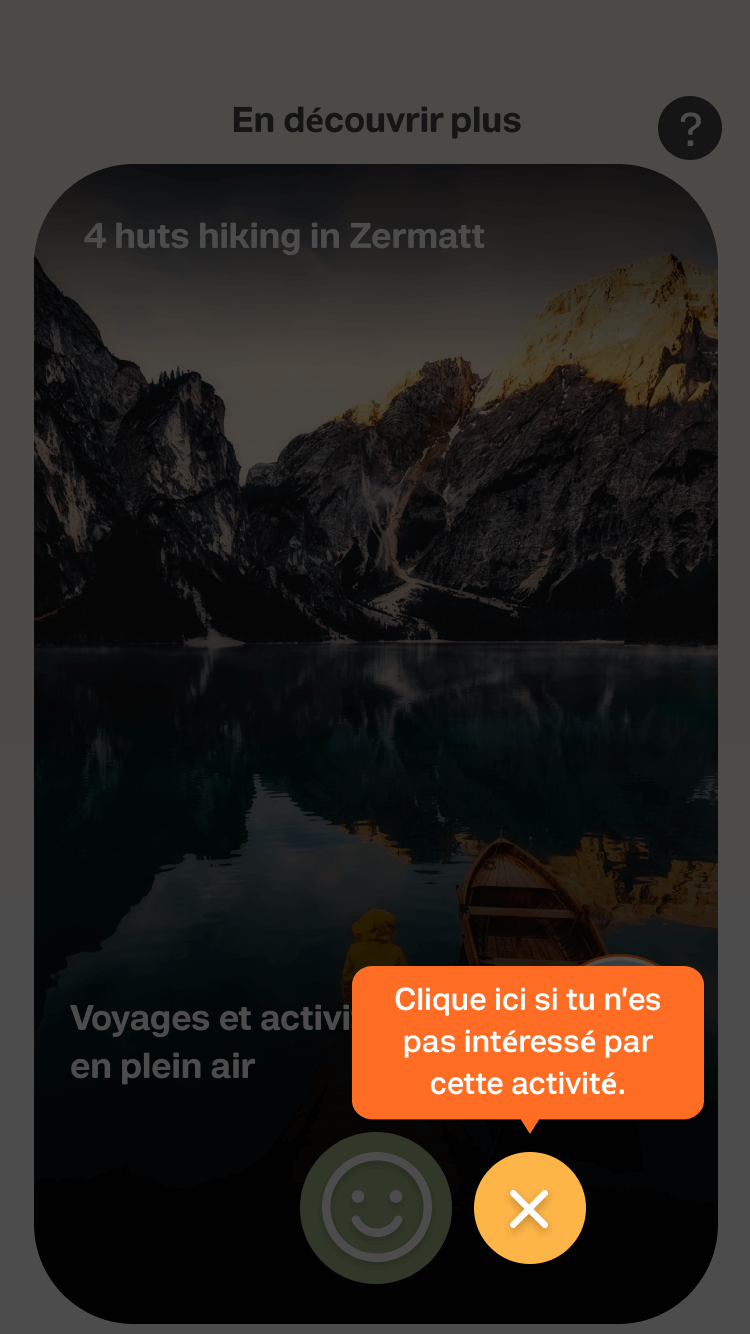 En découvrir plus
?
4 huts hiking in Zermatt
Voyages et activi
en plein air
Clique ici si tu n'es
pas intéressé par
cette activité.